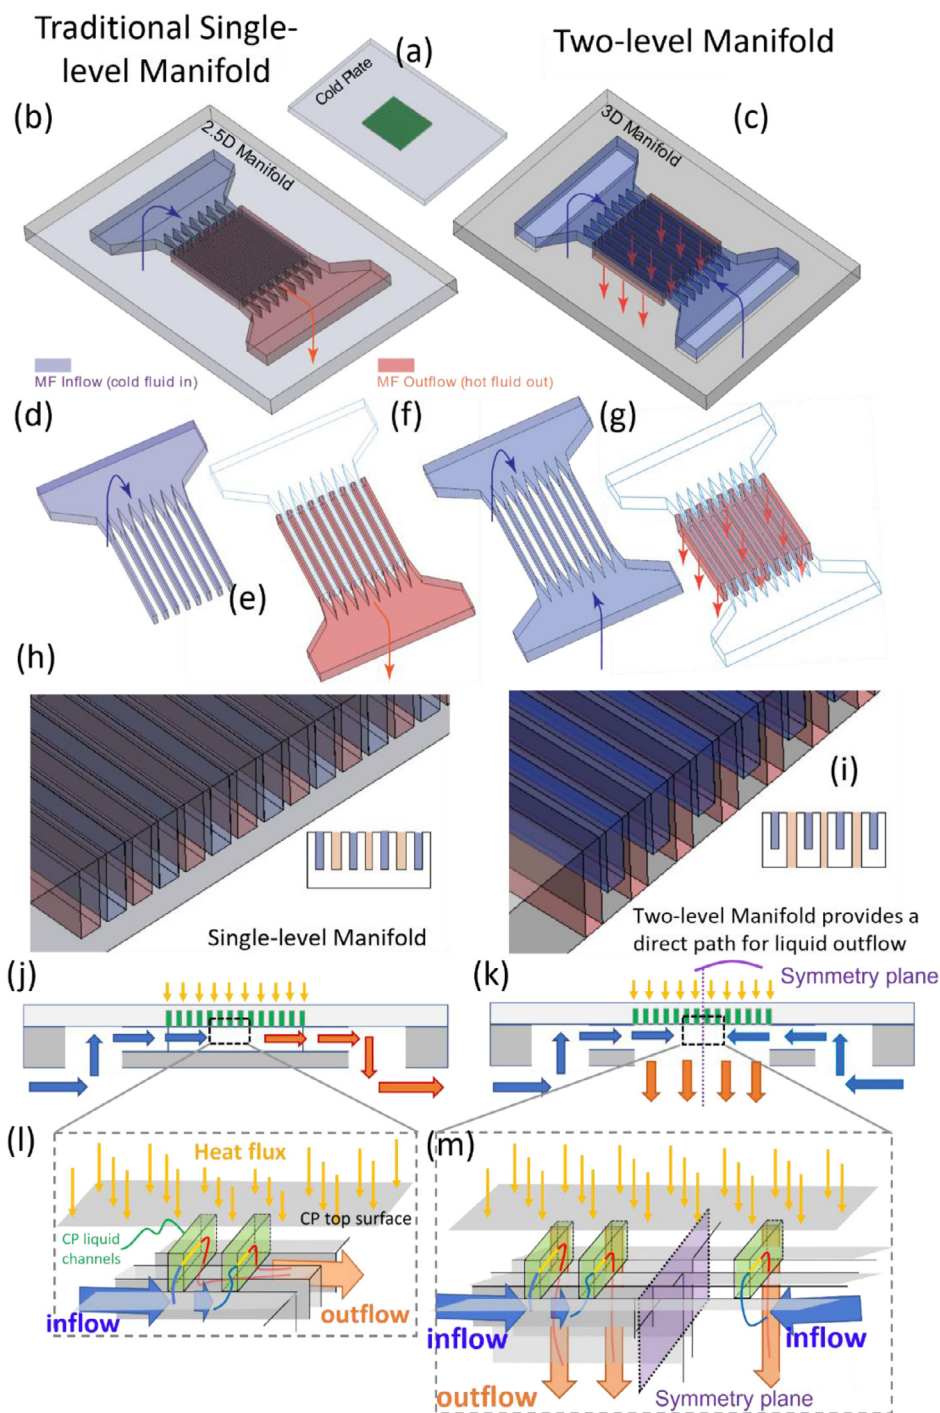 Traditional Single-
level Manifold
(a)
Two-level Manifold
Cold Plate
(b)
2.5D Manifold
3D Manifold
(c)
MF Inflow (cold fluid in)
MF Outflow (hot fluid out)
(d)
(f)
(g)
(e)
(h)
(i)
Single-level Manifold
Two-level Manifold provides a
direct path for liquid outflow
(j)
(k)
Symmetry plane
(l)
Heat flux
(m)
CP top surface
CP liquid
channels
inflow
outflow
inflow
inflow
outflow
Symmetry plane